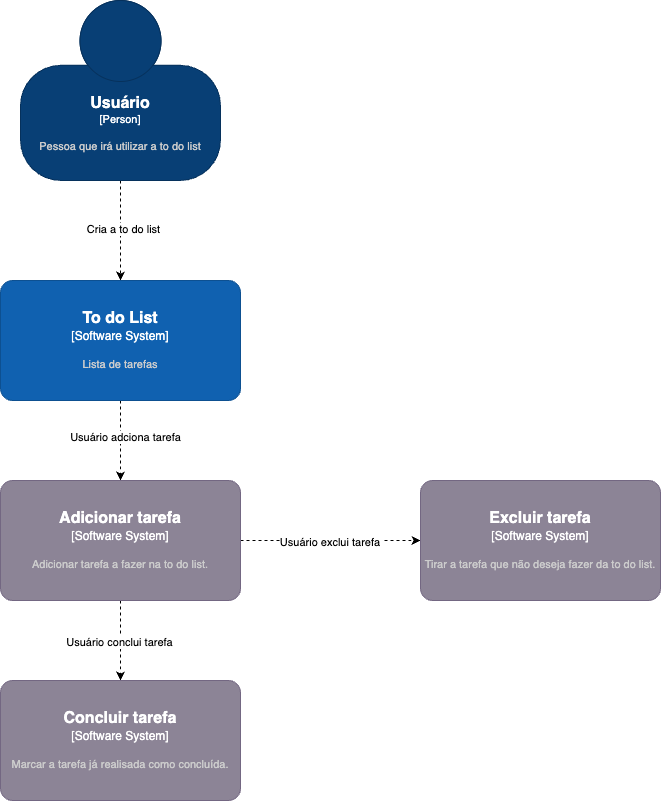 Usuário
[Person]
Pessoa que irá utilizar a to do list
Cria a to do list
To do List
[Software System]
Lista de tarefas
Usuário adciona tarefa
Adicionar tarefa
[Software System]
Adicionar tarefa a fazer na to do list.
Usuário exclui tarefa
Excluir tarefa
[Software System]
Tirar a tarefa que não deseja fazer da to do list.
Usuário conclui tarefa
Concluir tarefa
[Software System]
Marcar a tarefa já realisada como concluída.